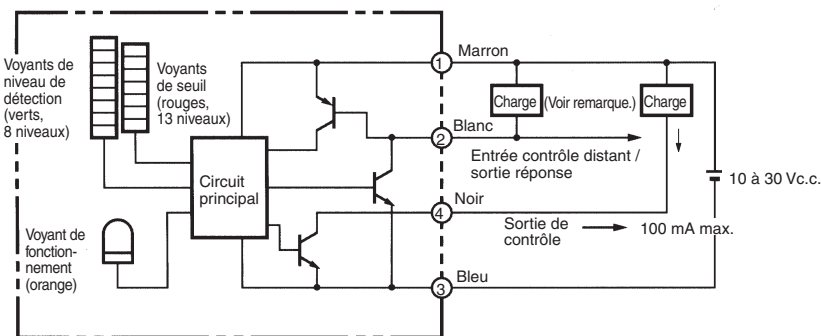 Voyants de
niveau de
détection
(verts,
8 niveaux)
Voyants
de seuil
(rouges,
13 niveaux)
Voyant de
fonction-
nement
(orange)
Circuit
principal
1
Marron
2
Blanc
4
Noir
3
Bleu
Charge
(Voir remarque.)
Charge
Entrée contrôle distant /
sortie réponse
Sortie de
contrôle
100 mA max.
10 à 30 Vc.c.